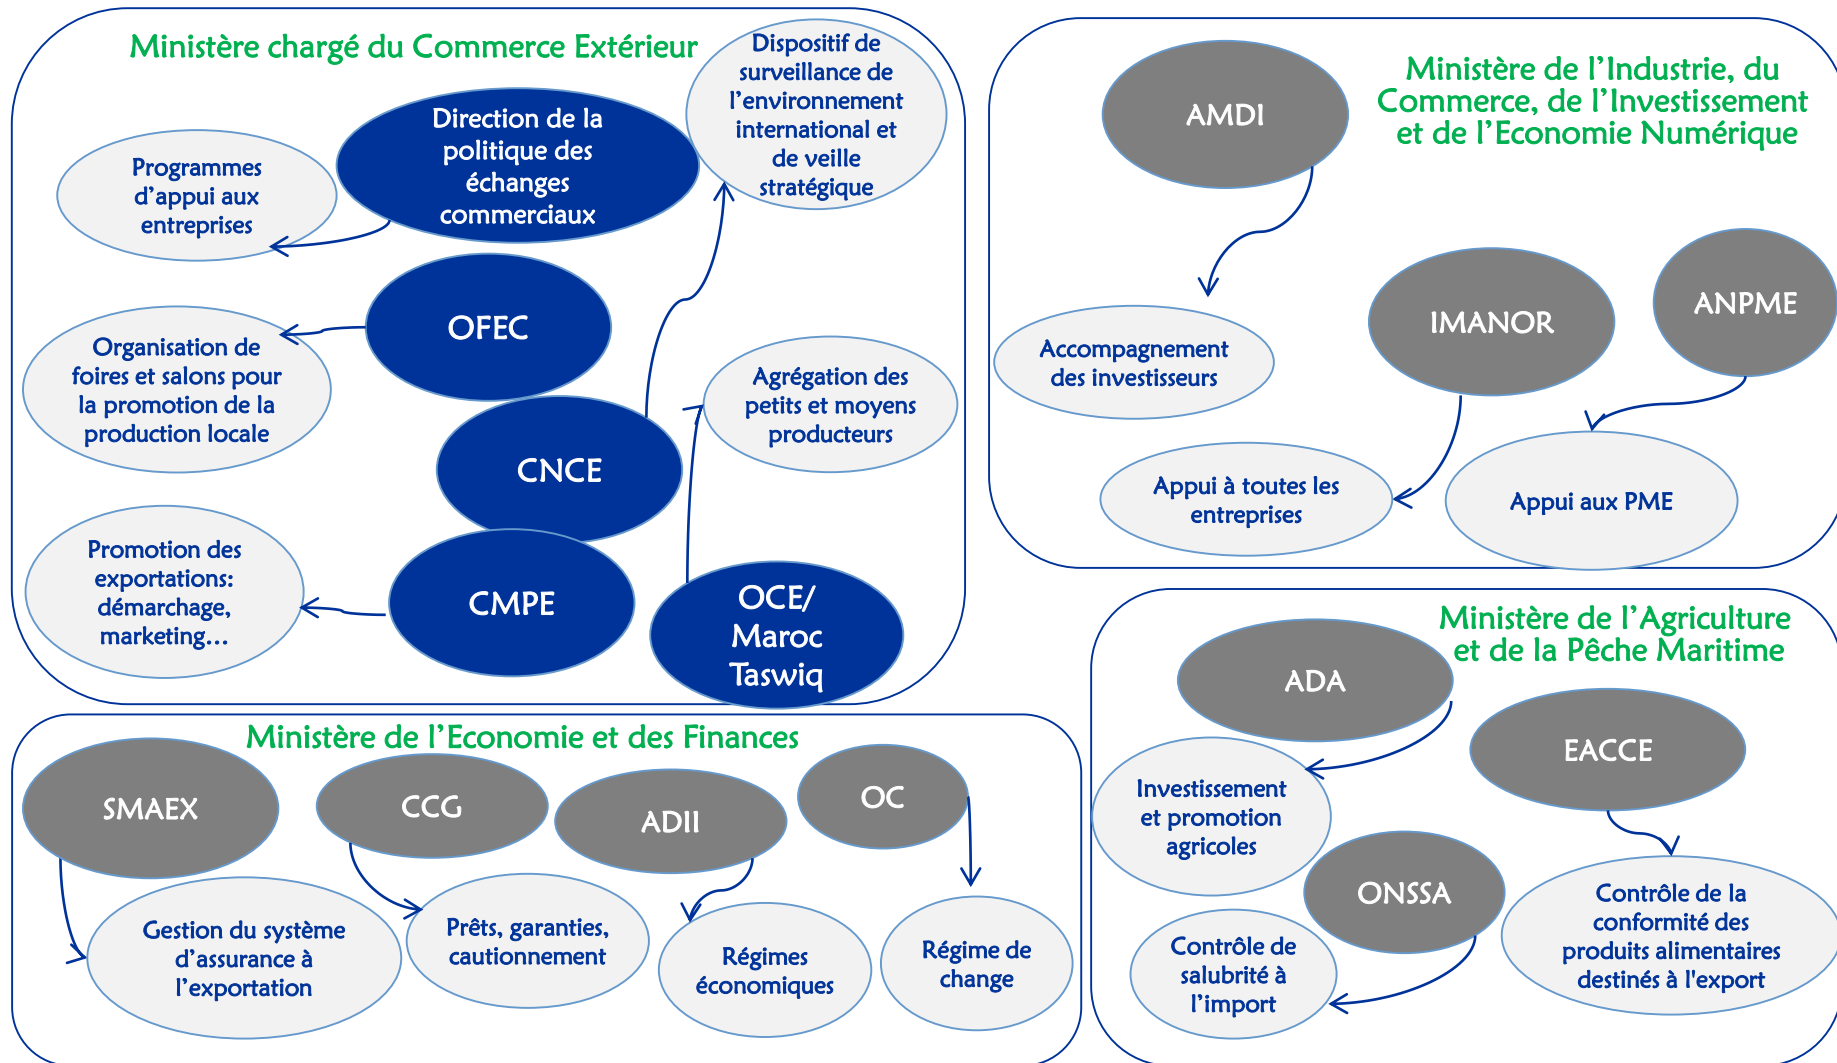 Ministère chargé du Commerce Extérieur
Direction de la
politique des
échanges
commerciaux
Programmes
d’appui aux
entreprises
Dispositif de
surveillance de
l’environnement
international et
de veille
stratégique
OFEC
Organisation de
foires et salons pour
la promotion de la
production locale
CNCE
Agrégation des
petits et moyens
producteurs
CMPE
Promotion des
exportations:
démarchage,
marketing…
OCE/
Maroc
Taswiq
Ministère de l’Industrie, du
Commerce, de l’Investissement
et de l’Economie Numérique
AMDI
Accompagnement
des investisseurs
IMANOR
Appui à toutes les
entreprises
ANPME
Appui aux PME
Ministère de l’Economie et des Finances
SMAEX
Gestion du système
d’assurance à
l’exportation
CCG
Prêts, garanties,
cautionnement
ADII
Régimes
économiques
OC
Régime de
change
Ministère de l’Agriculture
et de la Pêche Maritime
ADA
Investissement
et promotion
agricoles
EACCE
Contrôle de la
conformité des
produits alimentaires
destinés à l'export
ONSSA
Contrôle de
salubrité à
l’import